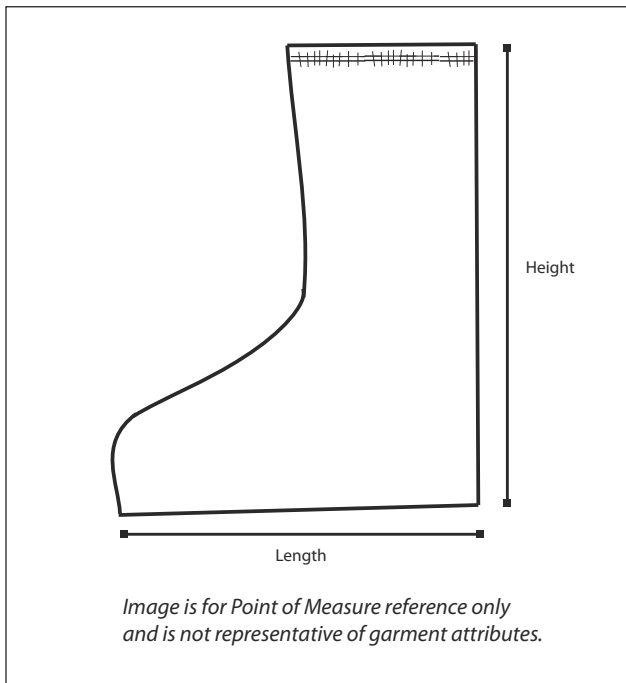 Height
Length
Image is for Point of Measure reference only
and is not representative of garment attributes.